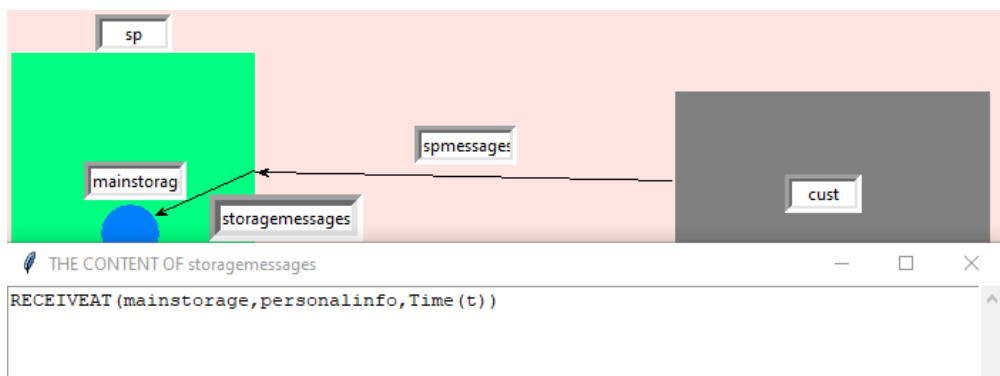 sp
spmessages
mainstorag
cust
storagemessages
THE CONTENT OF storagemessages
RECEIVEAT(mainstorage,personalinfo,Time(t))